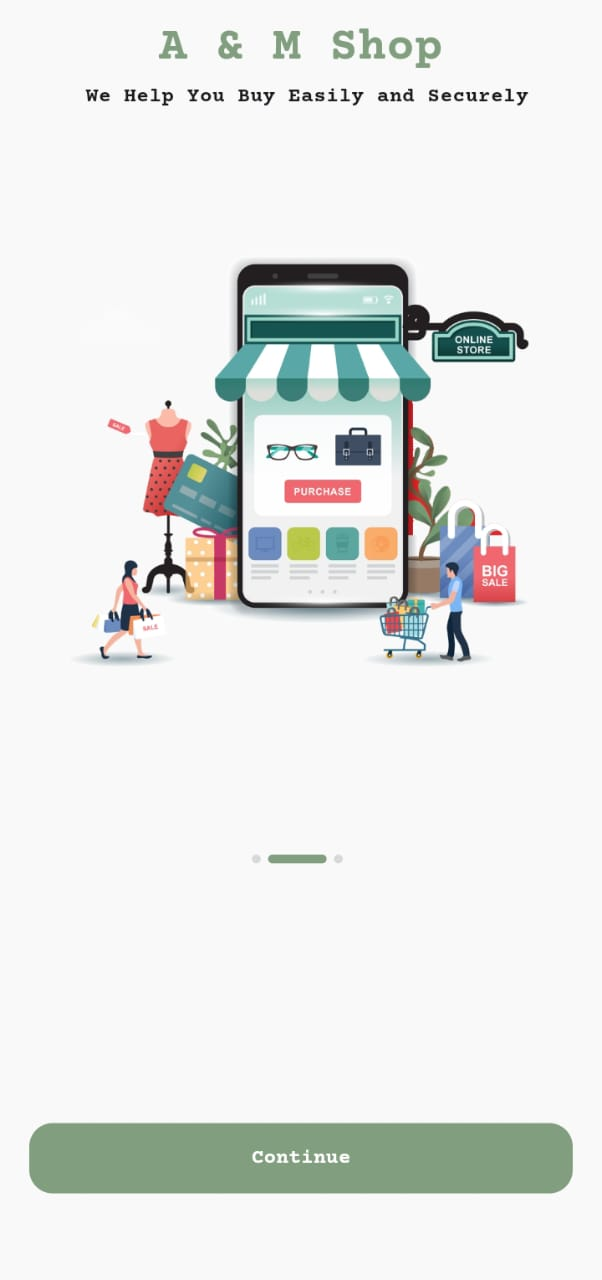 A & M Shop
We Help You Buy Easily and Securely
ONLINE
STORE
SALE
PURCHASE
BIG
SALE
SALE
Continue